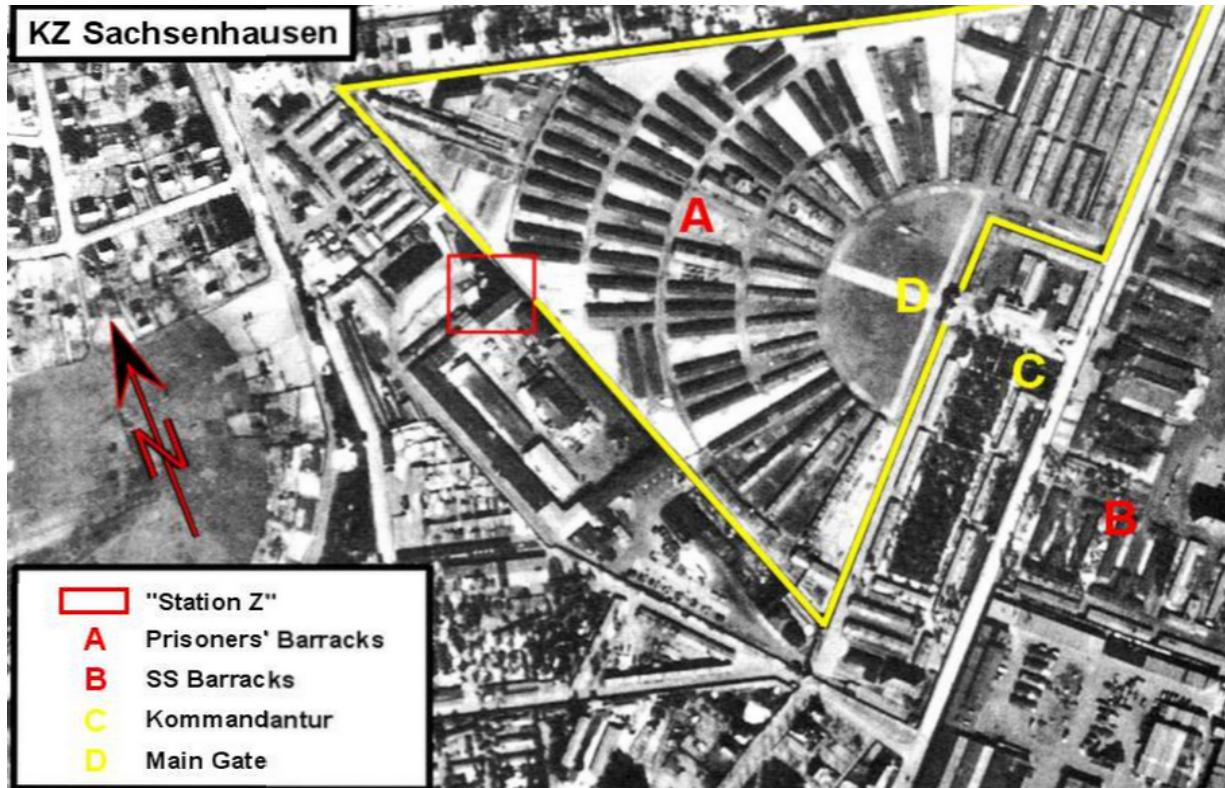 KZ Sachsenhausen
A
D
C
B
N
"Station Z"
A Prisoners' Barracks
B SS Barracks
C Kommandantur
D Main Gate